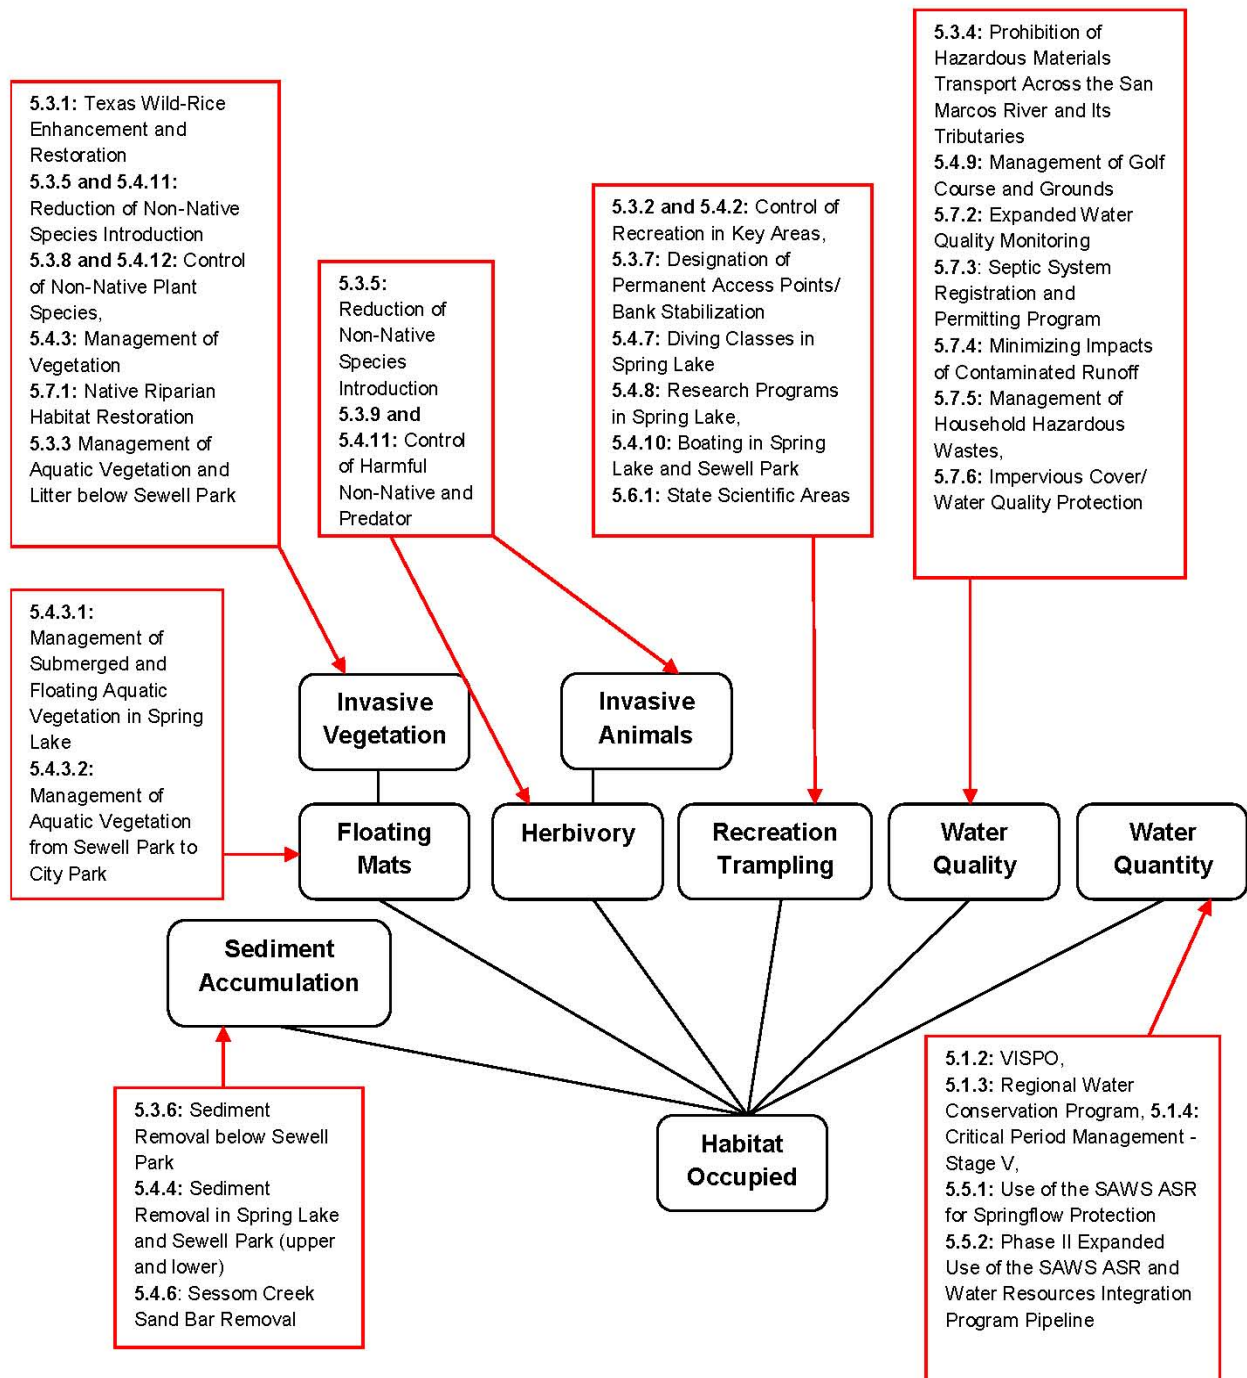 5.3.4: Prohibition of
Hazardous Materials
Transport Across the San
Marcos River and Its
Tributaries
5.4.9: Management of Golf
Course and Grounds
5.7.2: Expanded Water
Quality Monitoring
5.7.3: Septic System
Registration and
Permitting Program
5.7.4: Minimizing Impacts
of Contaminated Runoff
5.7.5: Management of
Household Hazardous
Wastes,
5.7.6: Impervious Cover/
Water Quality Protection
5.3.1: Texas Wild-Rice
Enhancement and
Restoration
5.3.5 and 5.4.11:
Reduction of Non-Native
Species Introduction
5.3.8 and 5.4.12: Control
of Non-Native Plant
Species,
5.4.3: Management of
Vegetation
5.7.1: Native Riparian
Habitat Restoration
5.3.3 Management of
Aquatic Vegetation and
Litter below Sewell Park
5.3.5:
Reduction of
Non-Native
Species
Introduction
5.3.9 and
5.4.11: Control
of Harmful
Non-Native and
Predator
5.3.2 and 5.4.2: Control of
Recreation in Key Areas,
5.3.7: Designation of
Permanent Access Points/
Bank Stabilization
5.4.7: Diving Classes in
Spring Lake
5.4.8: Research Programs
in Spring Lake,
5.4.10: Boating in Spring
Lake and Sewell Park
5.6.1: State Scientific Areas
5.4.3.1:
Management of
Submerged and
Floating Aquatic
Vegetation in Spring
Lake
5.4.3.2:
Management of
Aquatic Vegetation
from Sewell Park to
City Park
Invasive
Vegetation
Invasive
Animals
Floating
Mats
Herbivory
Recreation
Trampling
Water
Quality
Water
Quantity
Sediment
Accumulation
Habitat
Occupied
5.3.6: Sediment
Removal below Sewell
Park
5.4.4: Sediment
Removal in Spring Lake
and Sewell Park (upper
and lower)
5.4.6: Sessom Creek
Sand Bar Removal
5.1.2: VISPO,
5.1.3: Regional Water
Conservation Program, 5.1.4:
Critical Period Management -
Stage V,
5.5.1: Use of the SAWS ASR
for Springflow Protection
5.5.2: Phase II Expanded
Use of the SAWS ASR and
Water Resources Integration
Program Pipeline